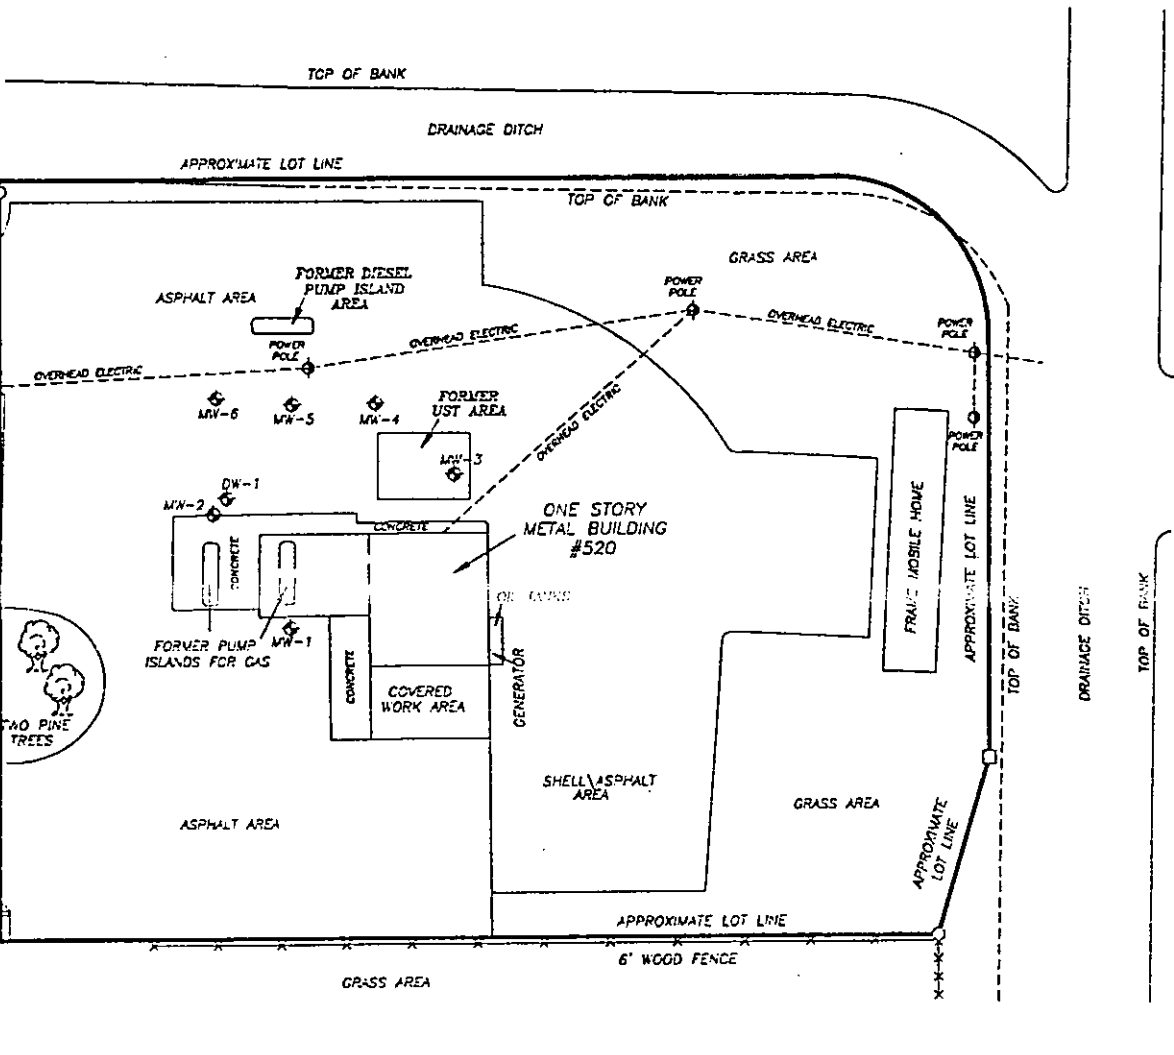 TOP OF BANK
DRAINAGE DITCH
APPROXIMATE LOT LINE
TOP OF BANK
GRASS AREA
FORMER DIESEL
PUMP ISLAND
AREA
ASPHALT AREA
POWER
POLE
POWER
POLE
OVERHEAD ELECTRIC
OVERHEAD ELECTRIC
POWER
POLE
OVERHEAD ELECTRIC
MW-6
MW-5
MW-4
FORMER
UST AREA
OVERHEAD ELECTRIC
POWER
POLE
MW-3
DW-1
MW-2
ONE STORY
METAL BUILDING
#520
CONCRETE
CONCRETE
FRAME MOBILE HOME
APPROXIMATE LOT LINE
TOP OF BANK
DRAINAGE DITCH
TOP OF BANK
MW-1
FORMER PUMP
ISLANDS FOR GAS
CONCRETE
COVERED
WORK AREA
GENERATOR
TWO PINE
TREES
SHELL\ASPHALT
AREA
GRASS AREA
ASPHALT AREA
APPROXIMATE
LOT LINE
APPROXIMATE LOT LINE
6' WOOD FENCE
GRASS AREA